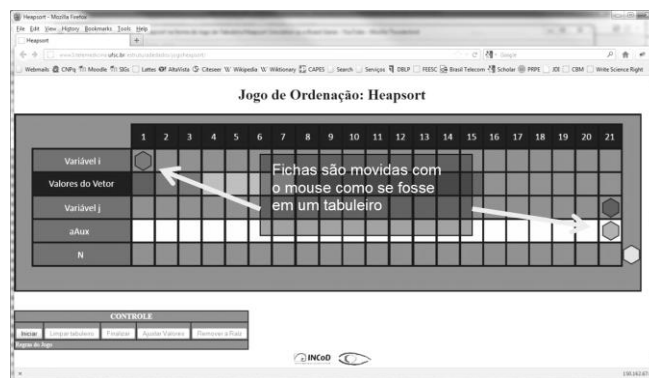 Heapsort - Mozilla Firefox
File Edit View History Bookmarks Tools Help
Heapsort +
Google
Webmails CNPq Moodle SIGs Lattes AltaVista Citeseer W Wikipedia W Wiktionary CAPES Search Serviços DBLP FEESC Brasil Telecom Scholar PRPE JDI CBM Write Science Right
Jogo de Ordenação: Heapsort
1 2 3 4 5 6 7 8 9 10 11 12 13 14 15 16 17 18 19 20 21
Variável i
Valores do Vetor
Variável j
aAux
N
Fichas são movidas com
o mouse como se fosse
em um tabuleiro
CONTROLE
Iniciar Limpar tabuleiro Finalizar Ajustar Valores Remover a Raiz
Regras do Jogo
INCoD